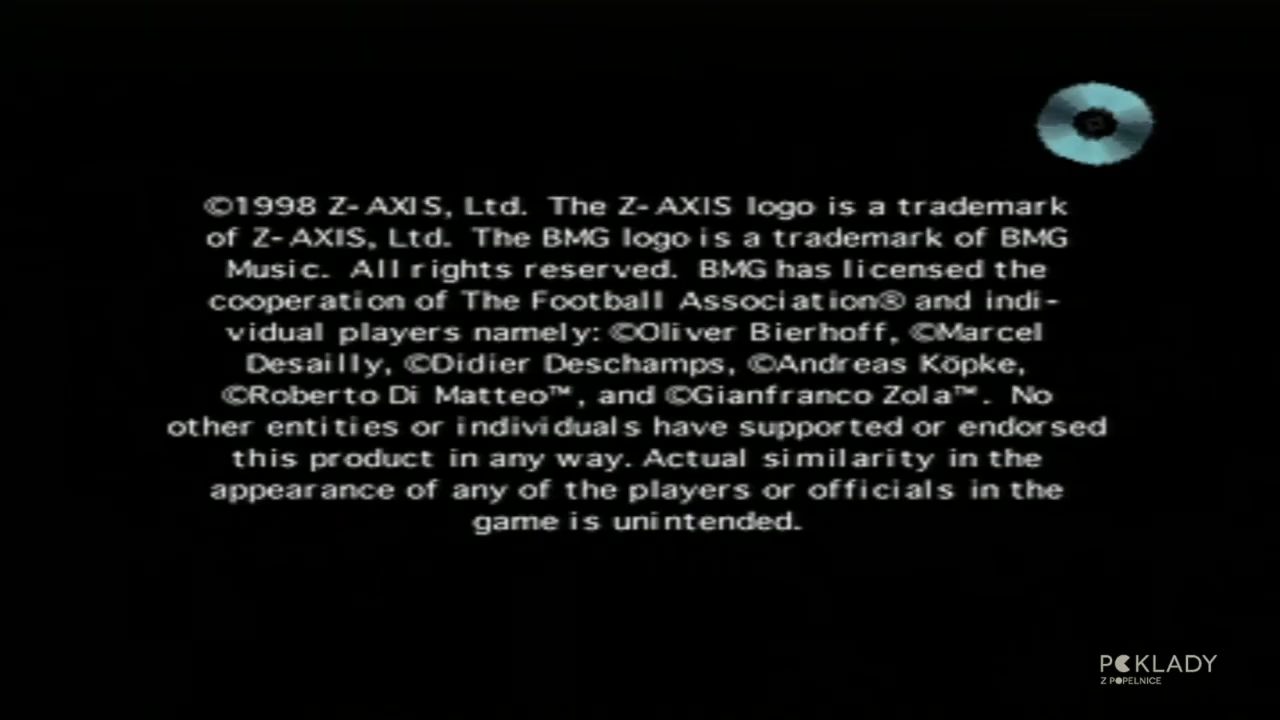 ©1998 Z-AXIS, Ltd. The Z-AXIS logo is a trademark
of Z-AXIS, Ltd. The BMG logo is a trademark of BMG
Music. All rights reserved. BMG has licensed the
cooperation of The Football Association® and indi-
vidual players namely: ©Oliver Bierhoff, ©Marcel
Desailly, ©Didier Deschamps, ©Andreas Köpke,
©Roberto Di Matteo™, and ©Gianfranco Zola™. No
other entities or individuals have supported or endorsed
this product in any way. Actual similarity in the
appearance of any of the players or officials in the
game is unintended.
POKLADY
Z POPELNICE